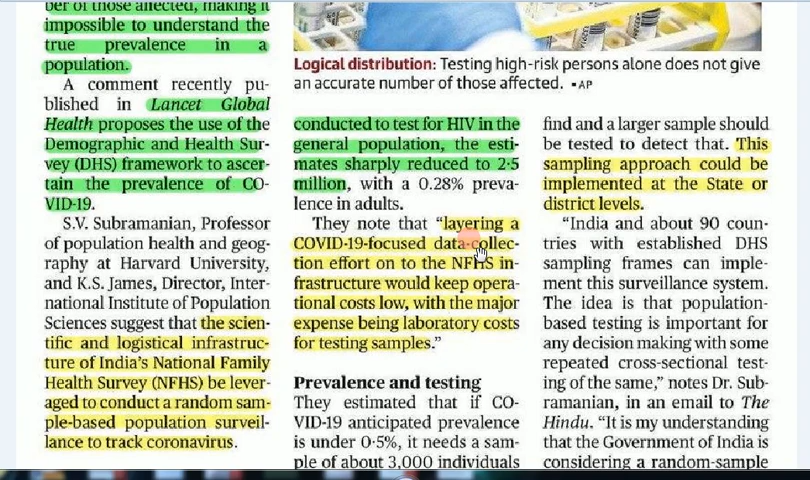 ber of those affected, making it
impossible to understand the
true prevalence in a
population.
A comment recently pu-
blished in Lancet Global
Health proposes the use of the
Demographic and Health Sur-
vey (DHS) framework to ascer-
tain the prevalence of CO-
VID-19.
S.V. Subramanian, Professor
of population health and geog-
raphy at Harvard University,
and K.S. James, Director, Inter-
national Institute of Population
Sciences suggest that the scien-
tific and logistical infrastruc-
ture of India's National Family
Health Survey (NFHS) be lever-
aged to conduct a random sam-
ple-based population surveil-
lance to track coronavirus.
Logical distribution: Testing high-risk persons alone does not give
an accurate number of those affected. ▪AP
conducted to test for HIV in the
general population, the esti-
mates sharply reduced to 2·5
million, with a 0.28% preva-
lence in adults.
They note that “layering a
COVID-19-focused data-collec-
tion effort on to the NFHS in-
frastructure would keep opera-
tional costs low, with the major
expense being laboratory costs
for testing samples.”
Prevalence and testing
They estimated that if CO-
VID-19 anticipated prevalence
is under 0·5%, it needs a sam-
ple of about 3,000 individuals
find and a larger sample should
be tested to detect that. This
sampling approach could be
implemented at the State or
district levels.
“India and about 90 coun-
tries with established DHS
sampling frames can imple-
ment this surveillance system.
The idea is that population-
based testing is important for
any decision making with some
repeated cross-sectional test-
ing of the same,” notes Dr. Sub-
ramanian, in an email to The
Hindu. “It is my understanding
that the Government of India is
considering a random-sample